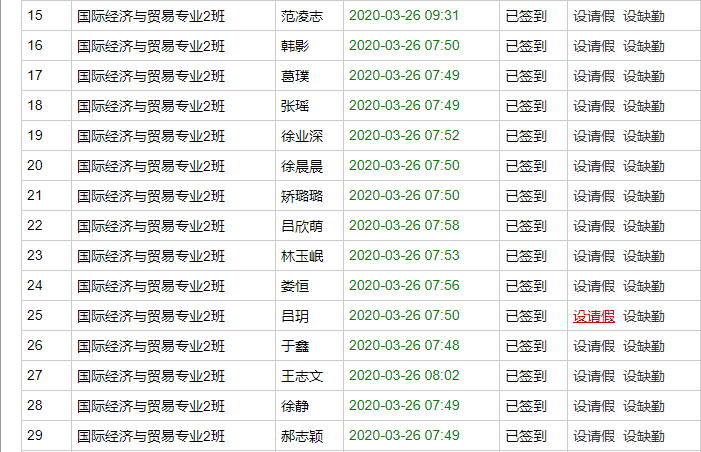 15 国际经济与贸易专业2班 范凌志 2020-03-26 09:31 已签到 设请假 设缺勤
16 国际经济与贸易专业2班 韩影 2020-03-26 07:50 已签到 设请假 设缺勤
17 国际经济与贸易专业2班 葛璞 2020-03-26 07:49 已签到 设请假 设缺勤
18 国际经济与贸易专业2班 张瑶 2020-03-26 07:49 已签到 设请假 设缺勤
19 国际经济与贸易专业2班 徐业深 2020-03-26 07:52 已签到 设请假 设缺勤
20 国际经济与贸易专业2班 徐晨晨 2020-03-26 07:50 已签到 设请假 设缺勤
21 国际经济与贸易专业2班 矫璐璐 2020-03-26 07:50 已签到 设请假 设缺勤
22 国际经济与贸易专业2班 吕欣萌 2020-03-26 07:58 已签到 设请假 设缺勤
23 国际经济与贸易专业2班 林玉岷 2020-03-26 07:53 已签到 设请假 设缺勤
24 国际经济与贸易专业2班 娄恒 2020-03-26 07:56 已签到 设请假 设缺勤
25 国际经济与贸易专业2班 吕玥 2020-03-26 07:50 已签到 设请假 设缺勤
26 国际经济与贸易专业2班 于鑫 2020-03-26 07:48 已签到 设请假 设缺勤
27 国际经济与贸易专业2班 王志文 2020-03-26 08:02 已签到 设请假 设缺勤
28 国际经济与贸易专业2班 徐静 2020-03-26 07:49 已签到 设请假 设缺勤
29 国际经济与贸易专业2班 郝志颖 2020-03-26 07:49 已签到 设请假 设缺勤